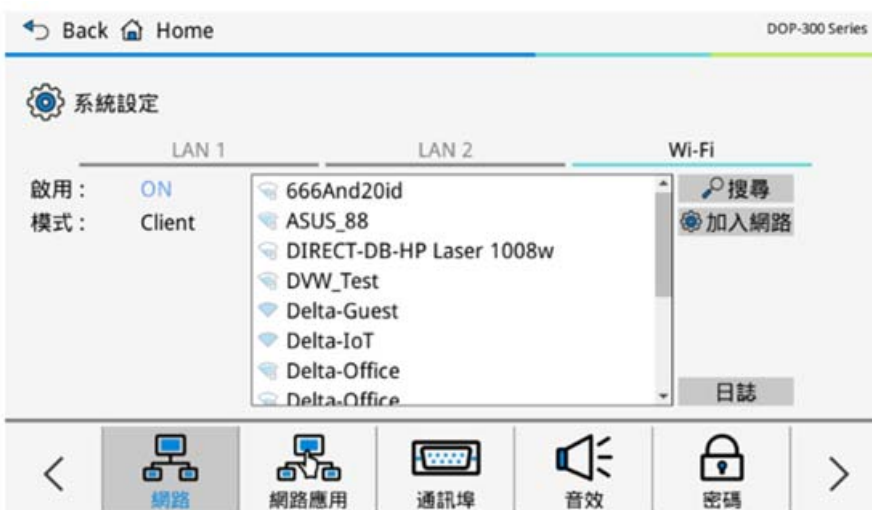 Back Home DOP-300 Series
系統設定
LAN 1 LAN 2 Wi-Fi
啟用： ON
模式： Client
666And20id
ASUS_88
DIRECT-DB-HP Laser 1008w
DVW_Test
Delta-Guest
Delta-IoT
Delta-Office
Delta-Office
搜尋
加入網路
日誌
網路 網路應用 通訊埠 音效 密碼